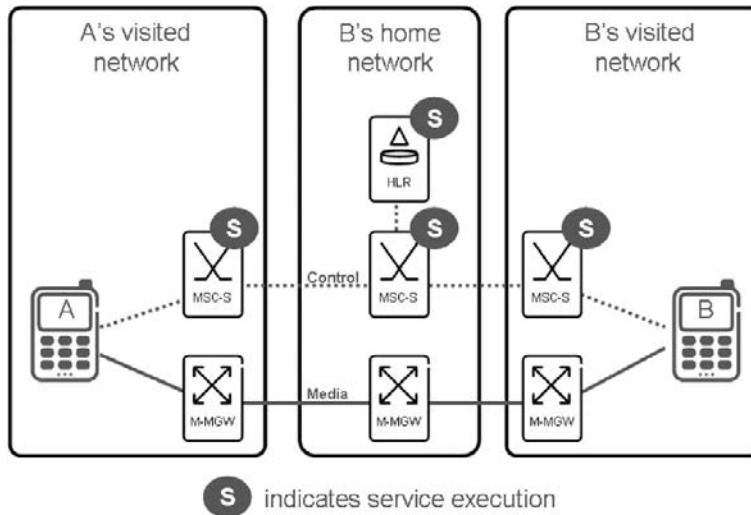 A's visited
network
B's home
network
B's visited
network
S
HLR
S
S
S
Control
MSC-S
MSC-S
MSC-S
A
B
Media
M-MGW
M-MGW
M-MGW
S indicates service execution